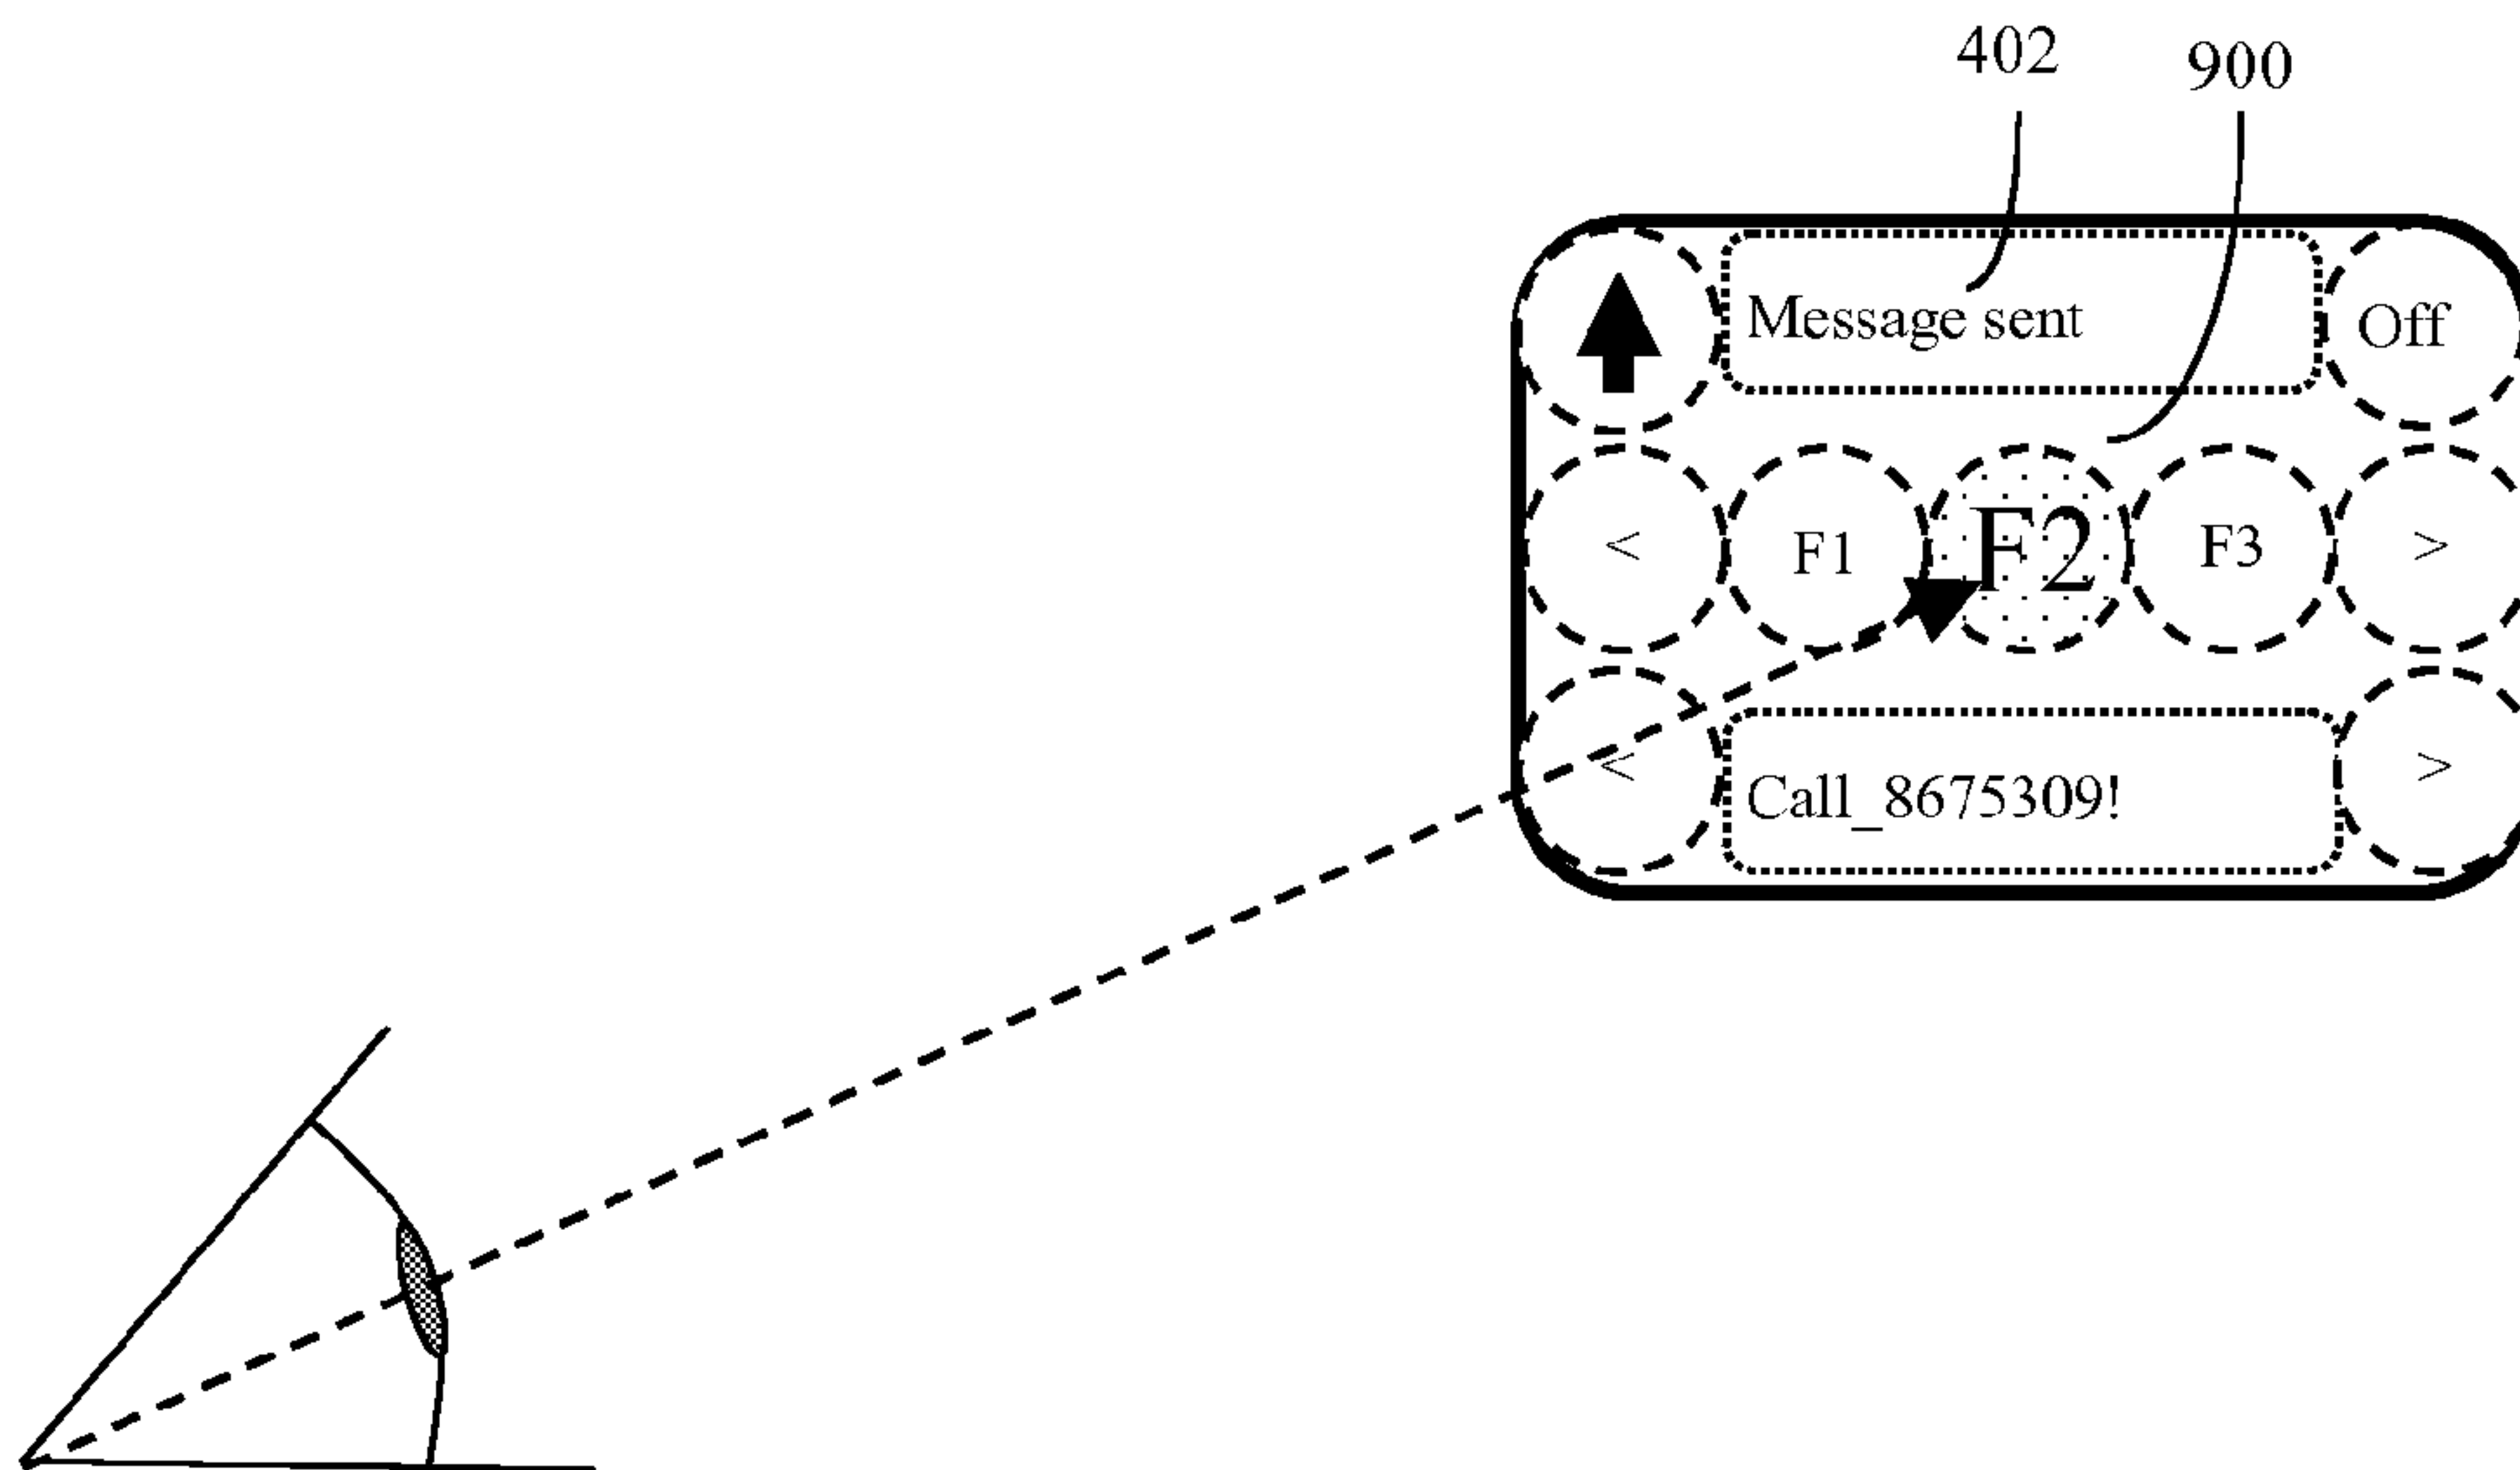 402 900
Message sent Off
< F1 F2 F3 >
< Call_8675309! >